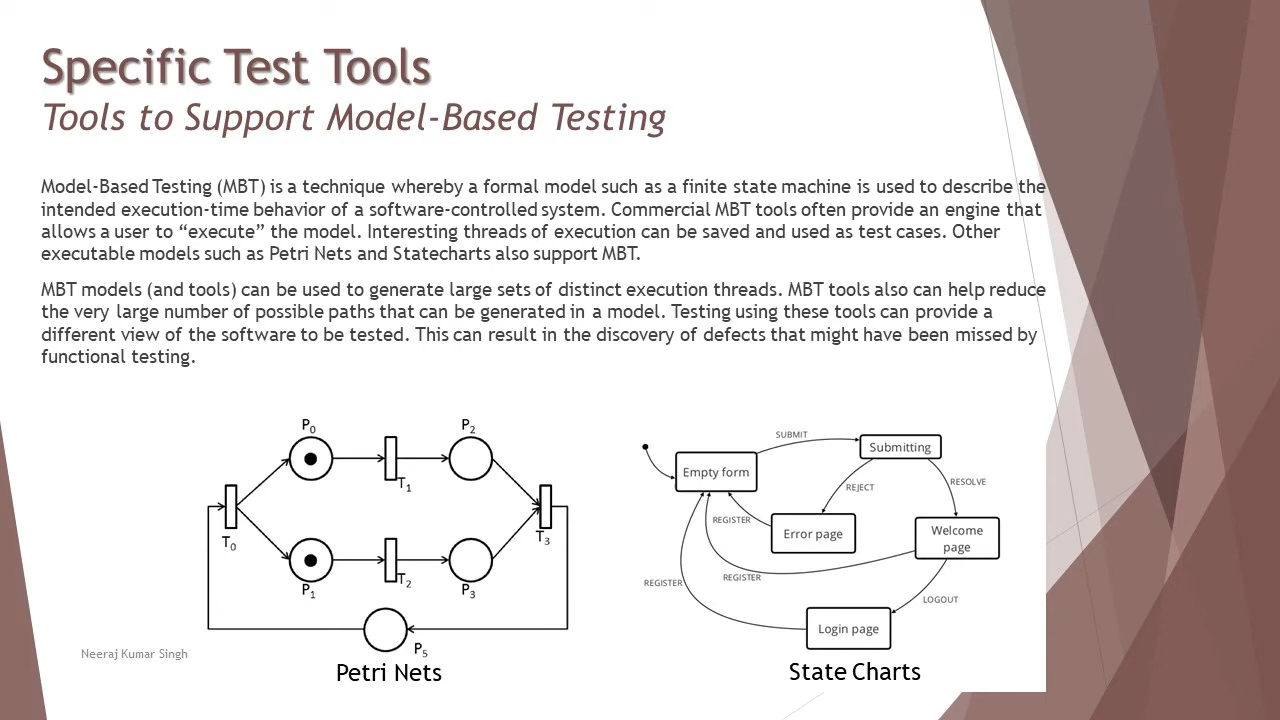 Specific Test Tools
Tools to Support Model-Based Testing
Model-Based Testing (MBT) is a technique whereby a formal model such as a finite state machine is used to describe the
intended execution-time behavior of a software-controlled system. Commercial MBT tools often provide an engine that
allows a user to “execute” the model. Interesting threads of execution can be saved and used as test cases. Other
executable models such as Petri Nets and Statecharts also support MBT.
MBT models (and tools) can be used to generate large sets of distinct execution threads. MBT tools also can help reduce
the very large number of possible paths that can be generated in a model. Testing using these tools can provide a
different view of the software to be tested. This can result in the discovery of defects that might have been missed by
functional testing.
P0
P2
T1
T0
T3
P1
T2
P3
P5
Petri Nets
SUBMIT
Submitting
Empty form
REJECT
RESOLVE
REGISTER
Error page
Welcome
page
REGISTER
REGISTER
LOGOUT
Login page
State Charts
Neeraj Kumar Singh